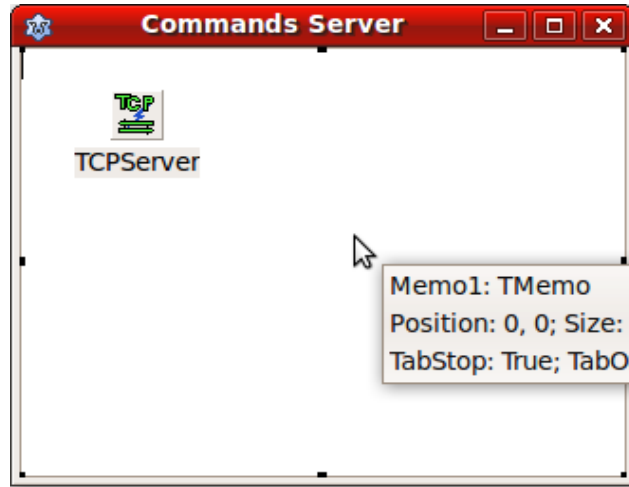 Commands Server
TCP
TCPServer
Memo1: TMemo
Position: 0, 0; Size:
TabStop: True; TabO